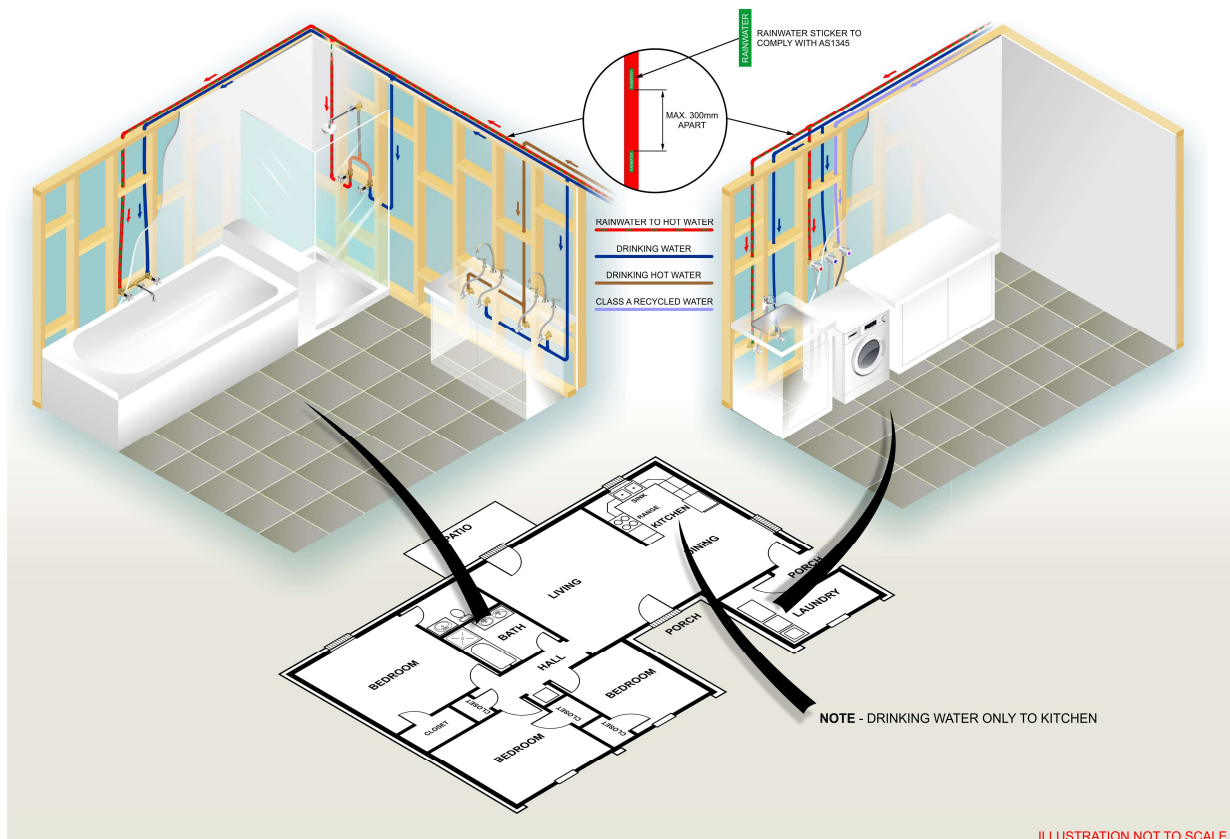 RAINWATER
RAINWATER STICKER TO
COMPLY WITH AS1345
MAX. 300mm
APART
RAINWATER TO HOT WATER
DRINKING WATER
DRINKING HOT WATER
CLASS A RECYCLED WATER
SINK
RANGE
KITCHEN
PATIO
DINING
LIVING
PORCH
LAUNDRY
BATH
PORCH
HALL
BEDROOM
BEDROOM
CLOSET
CLOSET
CLOSET
CLOSET
BEDROOM
NOTE - DRINKING WATER ONLY TO KITCHEN
ILLUSTRATION NOT TO SCALE